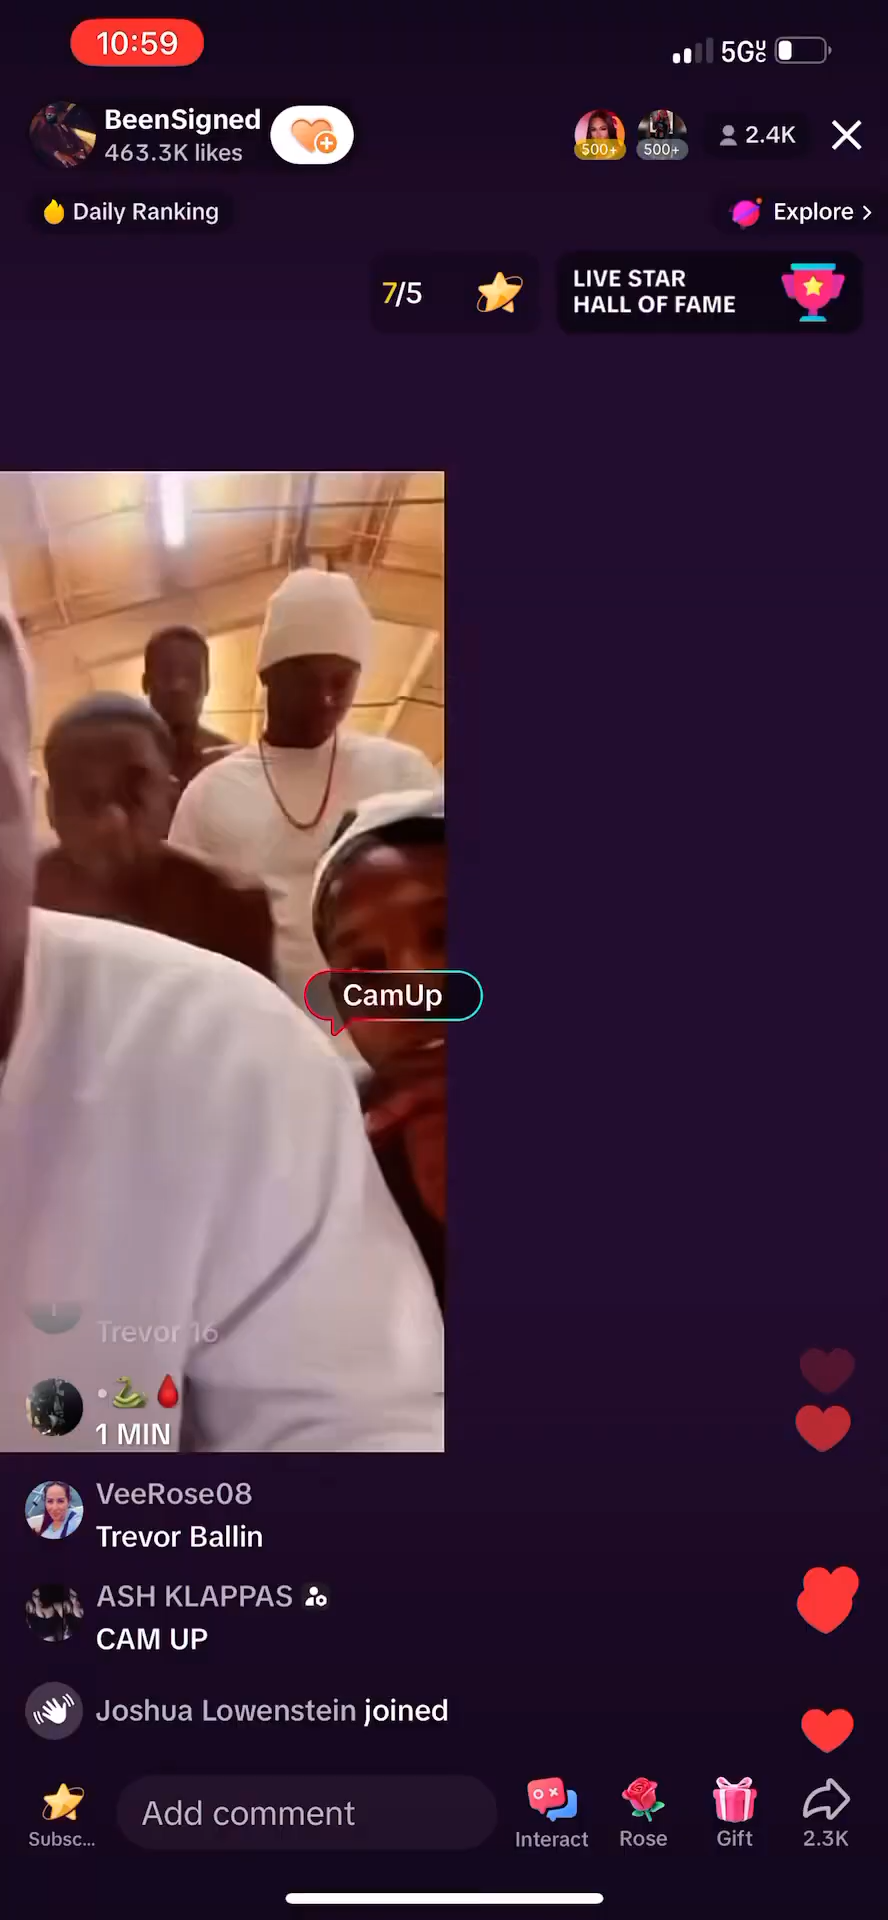 10:59
5GUC
BeenSigned
463.3K likes
500+
500+
2.4K
Daily Ranking
Explore >
7/5
LIVE STAR
HALL OF FAME
CamUp
Trevor 16
•🐍🩸
1 MIN
VeeRose08
Trevor Ballin
ASH KLAPPAS
CAM UP
Joshua Lowenstein joined
Subsc...
Add comment
Interact
Rose
Gift
2.3K